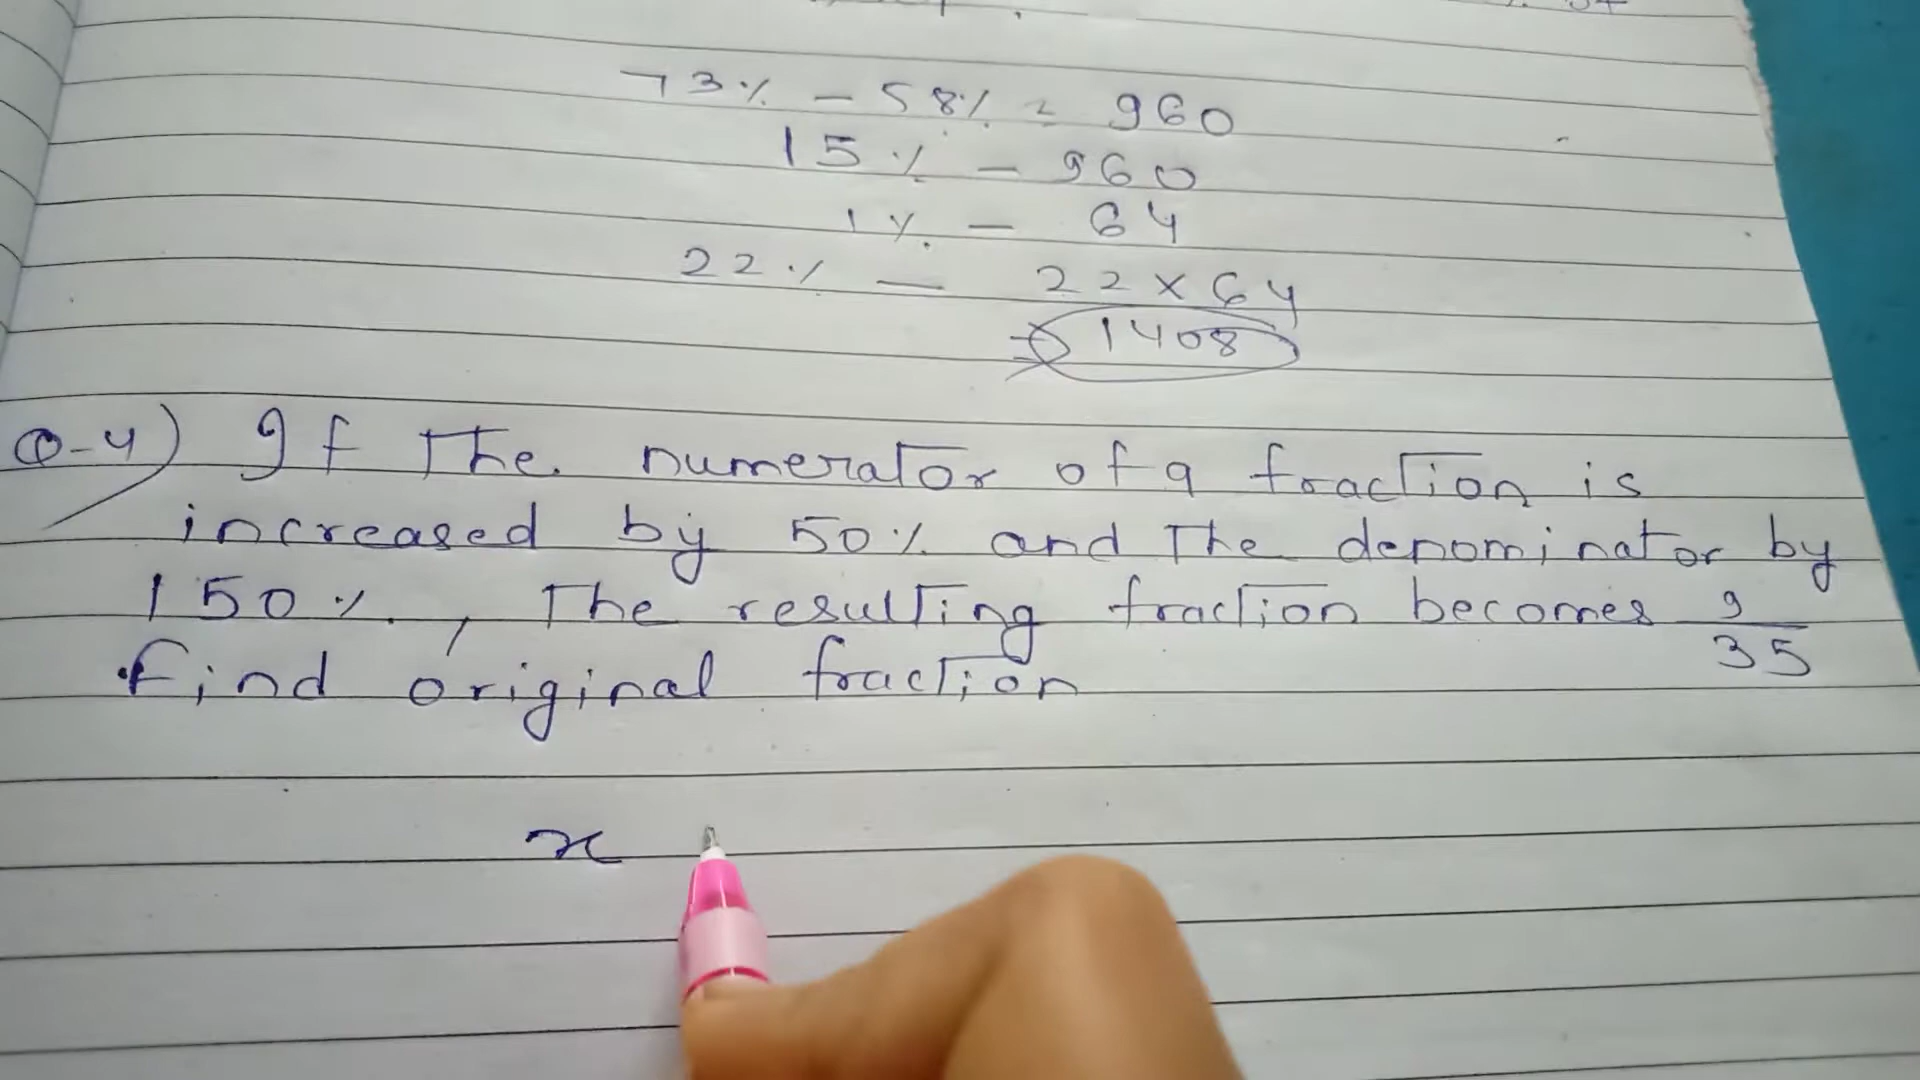 73% - 58% = 960
15% - 960
1% - 64
22% - 22 x 64
1408
Q-4) If The numerator of a fraction is
increased by 50% and The denominator by
150%, The resulting fraction becomes 9/35
find original fraction
x